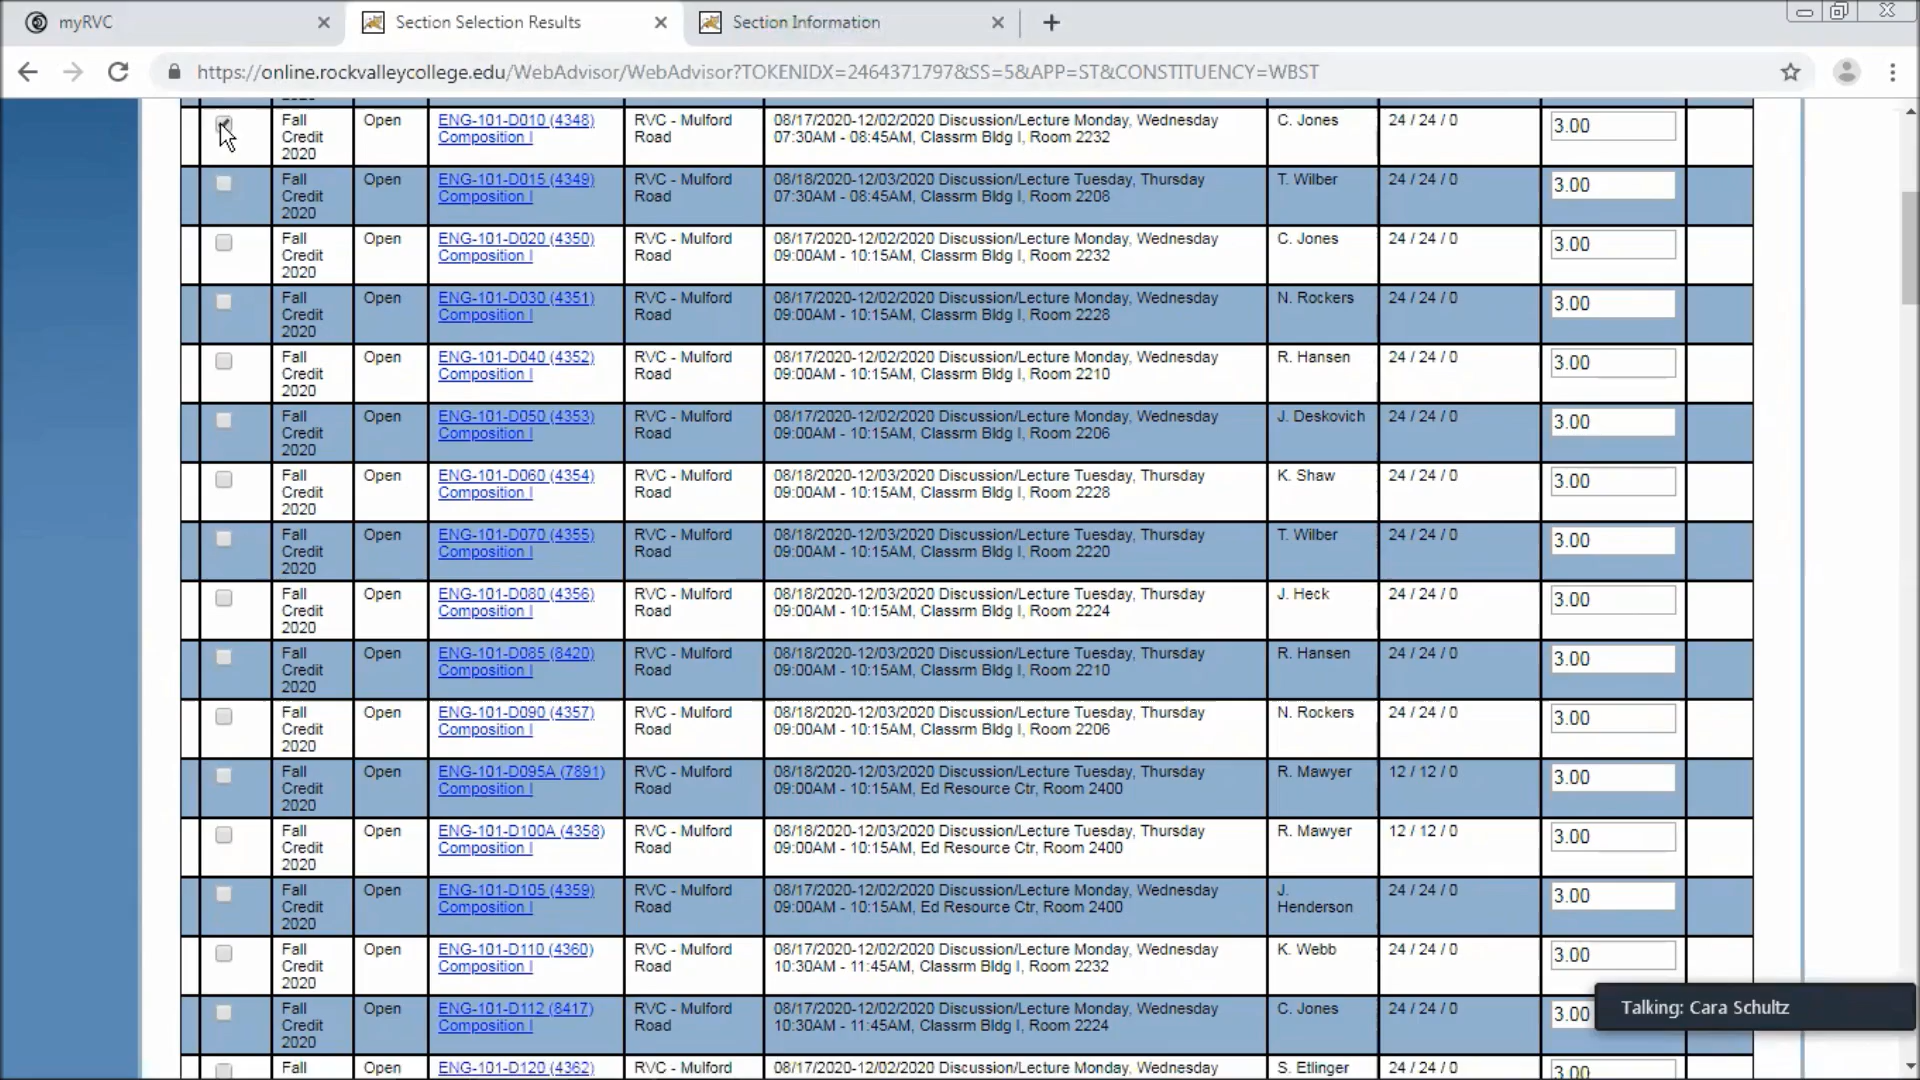 myRVC
Section Selection Results
Section Information
https://online.rockvalleycollege.edu/WebAdvisor/WebAdvisor?TOKENIDX=2464371797&SS=5&APP=ST&CONSTITUENCY=WBST
2020
Fall Credit 2020 Open ENG-101-D010 (4348) Composition I RVC - Mulford Road 08/17/2020-12/02/2020 Discussion/Lecture Monday, Wednesday 07:30AM - 08:45AM, Classrm Bldg I, Room 2232 C. Jones 24 / 24 / 0 3.00
Fall Credit 2020 Open ENG-101-D015 (4349) Composition I RVC - Mulford Road 08/18/2020-12/03/2020 Discussion/Lecture Tuesday, Thursday 07:30AM - 08:45AM, Classrm Bldg I, Room 2208 T. Wilber 24 / 24 / 0 3.00
Fall Credit 2020 Open ENG-101-D020 (4350) Composition I RVC - Mulford Road 08/17/2020-12/02/2020 Discussion/Lecture Monday, Wednesday 09:00AM - 10:15AM, Classrm Bldg I, Room 2232 C. Jones 24 / 24 / 0 3.00
Fall Credit 2020 Open ENG-101-D030 (4351) Composition I RVC - Mulford Road 08/17/2020-12/02/2020 Discussion/Lecture Monday, Wednesday 09:00AM - 10:15AM, Classrm Bldg I, Room 2228 N. Rockers 24 / 24 / 0 3.00
Fall Credit 2020 Open ENG-101-D040 (4352) Composition I RVC - Mulford Road 08/17/2020-12/02/2020 Discussion/Lecture Monday, Wednesday 09:00AM - 10:15AM, Classrm Bldg I, Room 2210 R. Hansen 24 / 24 / 0 3.00
Fall Credit 2020 Open ENG-101-D050 (4353) Composition I RVC - Mulford Road 08/17/2020-12/02/2020 Discussion/Lecture Monday, Wednesday 09:00AM - 10:15AM, Classrm Bldg I, Room 2206 J. Deskovich 24 / 24 / 0 3.00
Fall Credit 2020 Open ENG-101-D060 (4354) Composition I RVC - Mulford Road 08/18/2020-12/03/2020 Discussion/Lecture Tuesday, Thursday 09:00AM - 10:15AM, Classrm Bldg I, Room 2228 K. Shaw 24 / 24 / 0 3.00
Fall Credit 2020 Open ENG-101-D070 (4355) Composition I RVC - Mulford Road 08/18/2020-12/03/2020 Discussion/Lecture Tuesday, Thursday 09:00AM - 10:15AM, Classrm Bldg I, Room 2220 T. Wilber 24 / 24 / 0 3.00
Fall Credit 2020 Open ENG-101-D080 (4356) Composition I RVC - Mulford Road 08/18/2020-12/03/2020 Discussion/Lecture Tuesday, Thursday 09:00AM - 10:15AM, Classrm Bldg I, Room 2224 J. Heck 24 / 24 / 0 3.00
Fall Credit 2020 Open ENG-101-D085 (8420) Composition I RVC - Mulford Road 08/18/2020-12/03/2020 Discussion/Lecture Tuesday, Thursday 09:00AM - 10:15AM, Classrm Bldg I, Room 2210 R. Hansen 24 / 24 / 0 3.00
Fall Credit 2020 Open ENG-101-D090 (4357) Composition I RVC - Mulford Road 08/18/2020-12/03/2020 Discussion/Lecture Tuesday, Thursday 09:00AM - 10:15AM, Classrm Bldg I, Room 2206 N. Rockers 24 / 24 / 0 3.00
Fall Credit 2020 Open ENG-101-D095A (7891) Composition I RVC - Mulford Road 08/18/2020-12/03/2020 Discussion/Lecture Tuesday, Thursday 09:00AM - 10:15AM, Ed Resource Ctr, Room 2400 R. Mawyer 12 / 12 / 0 3.00
Fall Credit 2020 Open ENG-101-D100A (4358) Composition I RVC - Mulford Road 08/18/2020-12/03/2020 Discussion/Lecture Tuesday, Thursday 09:00AM - 10:15AM, Ed Resource Ctr, Room 2400 R. Mawyer 12 / 12 / 0 3.00
Fall Credit 2020 Open ENG-101-D105 (4359) Composition I RVC - Mulford Road 08/17/2020-12/02/2020 Discussion/Lecture Monday, Wednesday 09:00AM - 10:15AM, Ed Resource Ctr, Room 2400 J. Henderson 24 / 24 / 0 3.00
Fall Credit 2020 Open ENG-101-D110 (4360) Composition I RVC - Mulford Road 08/17/2020-12/02/2020 Discussion/Lecture Monday, Wednesday 10:30AM - 11:45AM, Classrm Bldg I, Room 2232 K. Webb 24 / 24 / 0 3.00
Fall Credit 2020 Open ENG-101-D112 (8417) Composition I RVC - Mulford Road 08/17/2020-12/02/2020 Discussion/Lecture Monday, Wednesday 10:30AM - 11:45AM, Classrm Bldg I, Room 2224 C. Jones 24 / 24 / 0 3.00
Talking: Cara Schultz
Fall Open ENG-101-D120 (4362) RVC - Mulford 08/17/2020-12/02/2020 Discussion/Lecture Monday, Wednesday S. Etlinger 24 / 24 / 0 3.00